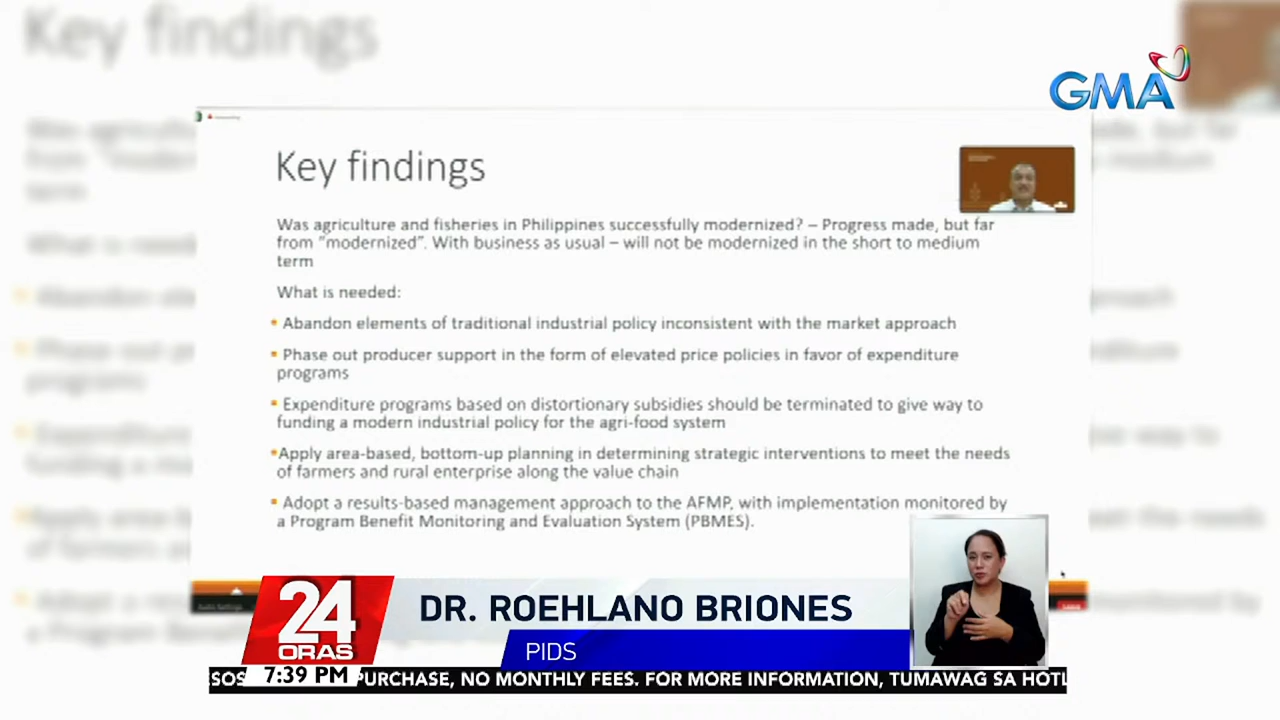 Key findings
GMA
Key findings
Was agriculture and fisheries in Philippines successfully modernized? – Progress made, but far
from "modernized". With business as usual – will not be modernized in the short to medium
term
What is needed:
Abandon elements of traditional industrial policy inconsistent with the market approach
Phase out producer support in the form of elevated price policies in favor of expenditure
programs
Expenditure programs based on distortionary subsidies should be terminated to give way to
funding a modern industrial policy for the agri-food system
Apply area-based, bottom-up planning in determining strategic interventions to meet the needs
of farmers and rural enterprise along the value chain
Adopt a results-based management approach to the AFMP, with implementation monitored by
a Program Benefit Monitoring and Evaluation System (PBMES).
24
ORAS
DR. ROEHLANO BRIONES
PIDS
7:39 PM PURCHASE, NO MONTHLY FEES. FOR MORE INFORMATION, TUMAWAG SA